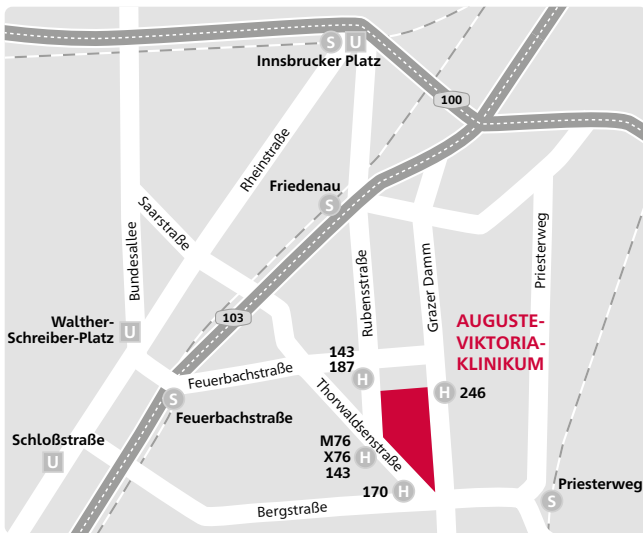 S U
Innsbrucker Platz
100
Rheinstraße
Friedenau
S
Saarstraße
Bundesallee
Priesterweg
Rubensstraße
Grazer Damm
103
Walther-
Schreiber-Platz
U
AUGUSTE-
VIKTORIA-
KLINIKUM
143
187
H
H 246
Feuerbachstraße
S
Feuerbachstraße
Thorwaldsenstraße
Schloßstraße
U
M76
X76
143
H
170 H
Bergstraße
Priesterweg
S